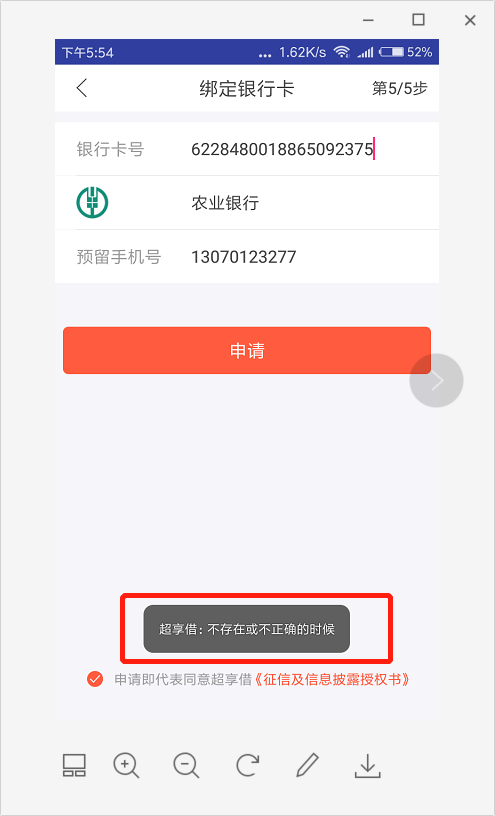 下午5:54 ... 1.62K/s 52%
绑定银行卡 第5/5步
银行卡号 6228480018865092375
农业银行
预留手机号 13070123277
申请
超享借: 不存在或不正确的时候
申请即代表同意超享借《征信及信息披露授权书》